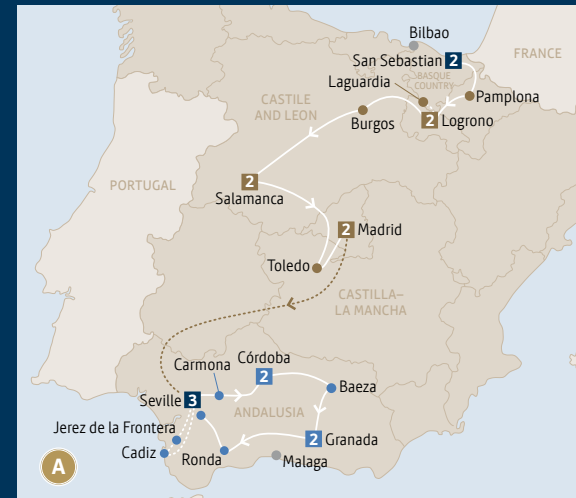 Bilbao
San Sebastian 2
FRANCE
Laguardia
BASQUE
COUNTRY
Pamplona
CASTILE
AND LEON
Burgos
2 Logrono
PORTUGAL
2
Salamanca
2 Madrid
Toledo
CASTILLA–
LA MANCHA
Carmona
Córdoba
2
Baeza
Seville 3
ANDALUSIA
Jerez de la Frontera
2 Granada
Cadiz
Ronda
Malaga
A